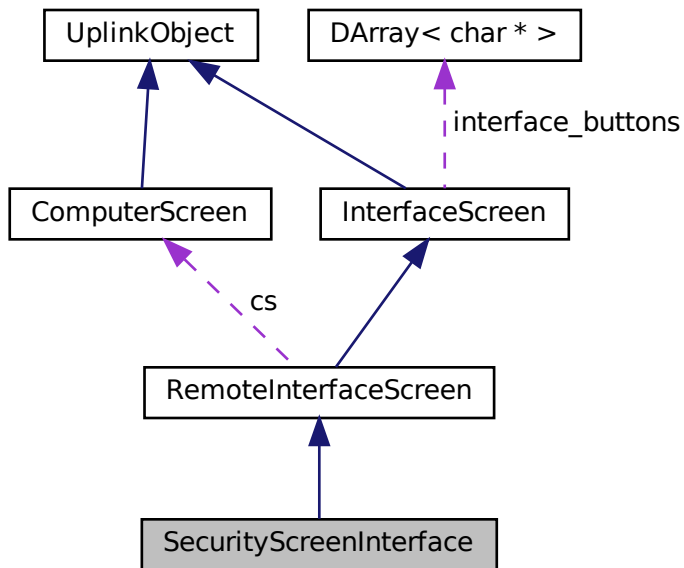 UplinkObject
DArray< char * >
interface_buttons
ComputerScreen
InterfaceScreen
cs
RemoteInterfaceScreen
SecurityScreenInterface